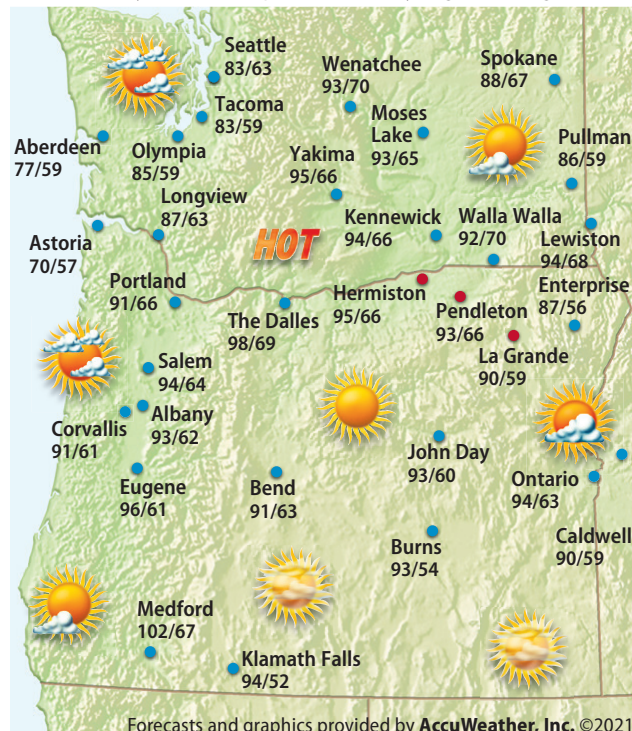 Seattle
83/63
Wenatchee
93/70
Spokane
88/67
Tacoma
83/59
Moses
Lake
93/65
Aberdeen
77/59
Olympia
85/59
Yakima
95/66
Pullman
86/59
Longview
87/63
Kennewick
94/66
Walla Walla
92/70
Lewiston
94/68
Astoria
70/57
HOT
Portland
91/66
The Dalles
98/69
Hermiston
95/66
Pendleton
93/66
Enterprise
87/56
La Grande
90/59
Salem
94/64
Albany
93/62
Corvallis
91/61
Eugene
96/61
Bend
91/63
John Day
93/60
Ontario
94/63
Caldwell
90/59
Burns
93/54
Medford
102/67
Klamath Falls
94/52
Forecasts and graphics provided by AccuWeather, Inc. ©2021